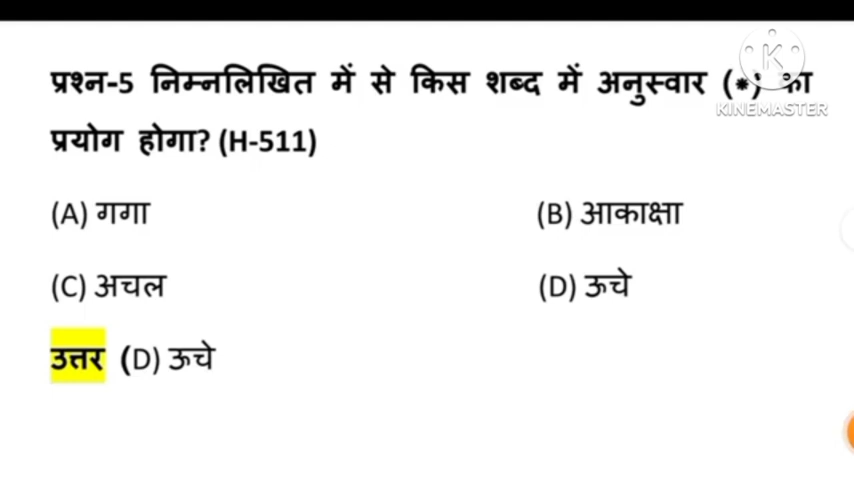 प्रश्न-5 निम्नलिखित में से किस शब्द में अनुस्वार (*) का
प्रयोग होगा? (H-511)
(A) गगा
(B) आकाक्षा
(C) अचल
(D) ऊचे
उत्तर (D) ऊचे
K
KINEMASTER